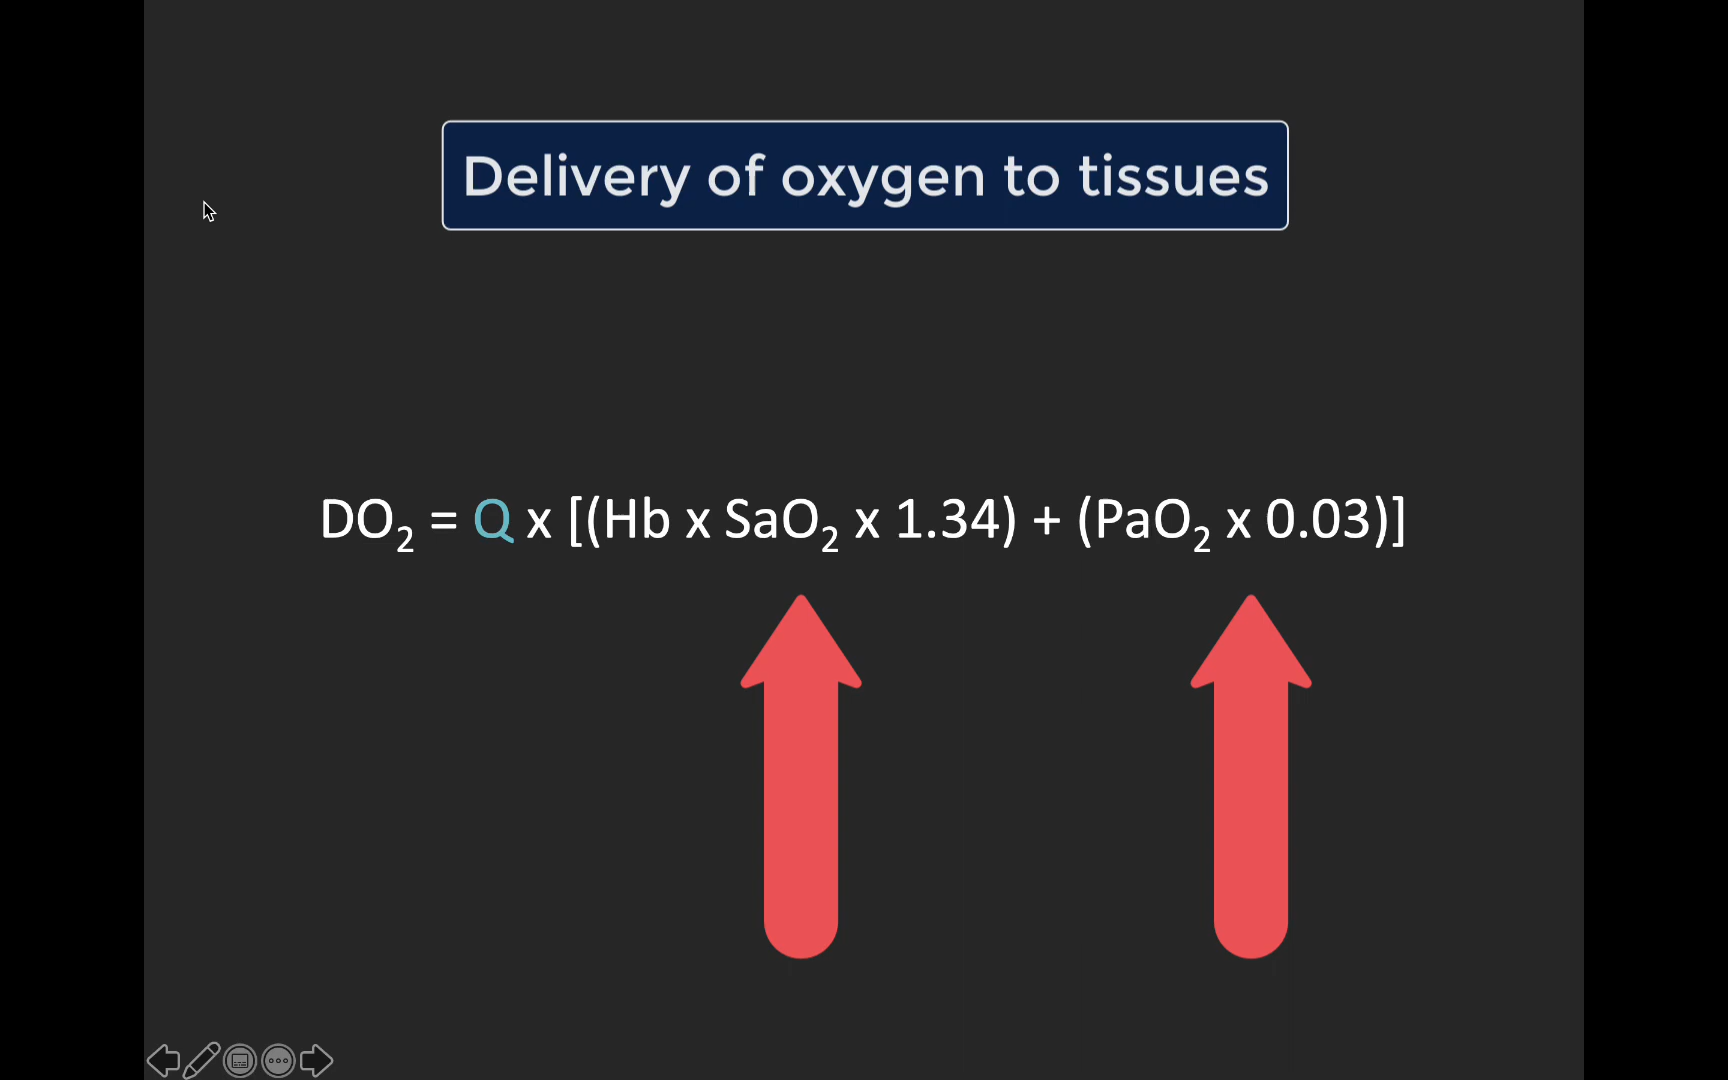 Delivery of oxygen to tissues
DO₂ = Q x [(Hb x SaO₂ x 1.34) + (PaO₂ x 0.03)]